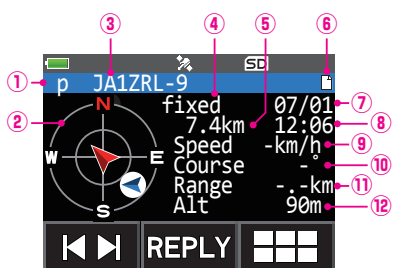 ③ ④ ⑤ ⑥
SD
① p JA1ZRL-9
② N fixed 07/01 ⑦
7.4km 12:06 ⑧
W E Speed -km/h ⑨
Course -° ⑩
Range -.-km ⑪
S Alt 90m ⑫
REPLY